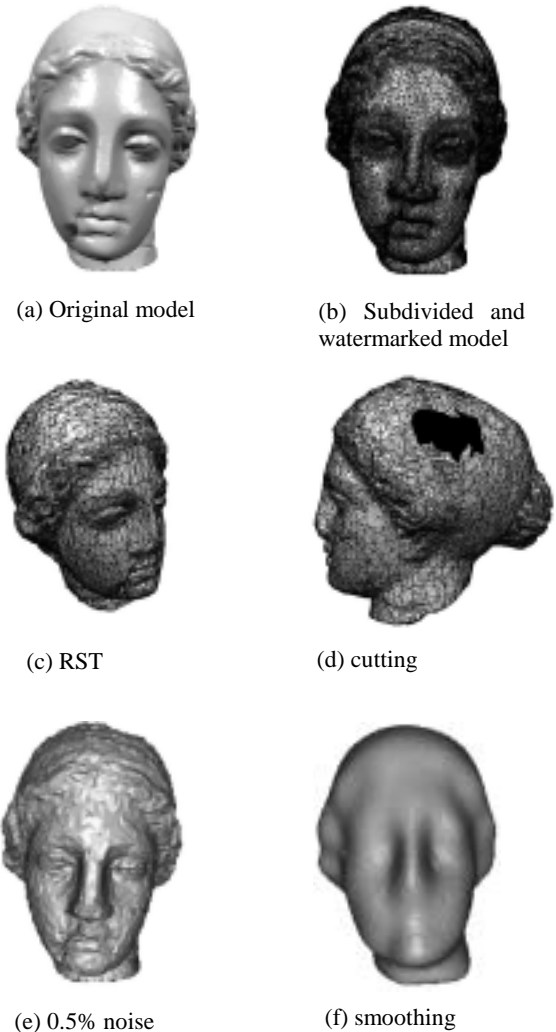 (a) Original model
(b) Subdivided and
watermarked model
(c) RST
(d) cutting
(e) 0.5% noise
(f) smoothing